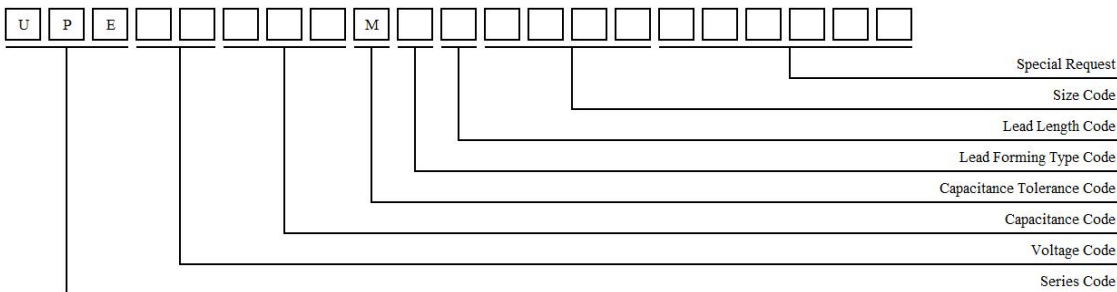 U P E M
Special Request
Size Code
Lead Length Code
Lead Forming Type Code
Capacitance Tolerance Code
Capacitance Code
Voltage Code
Series Code